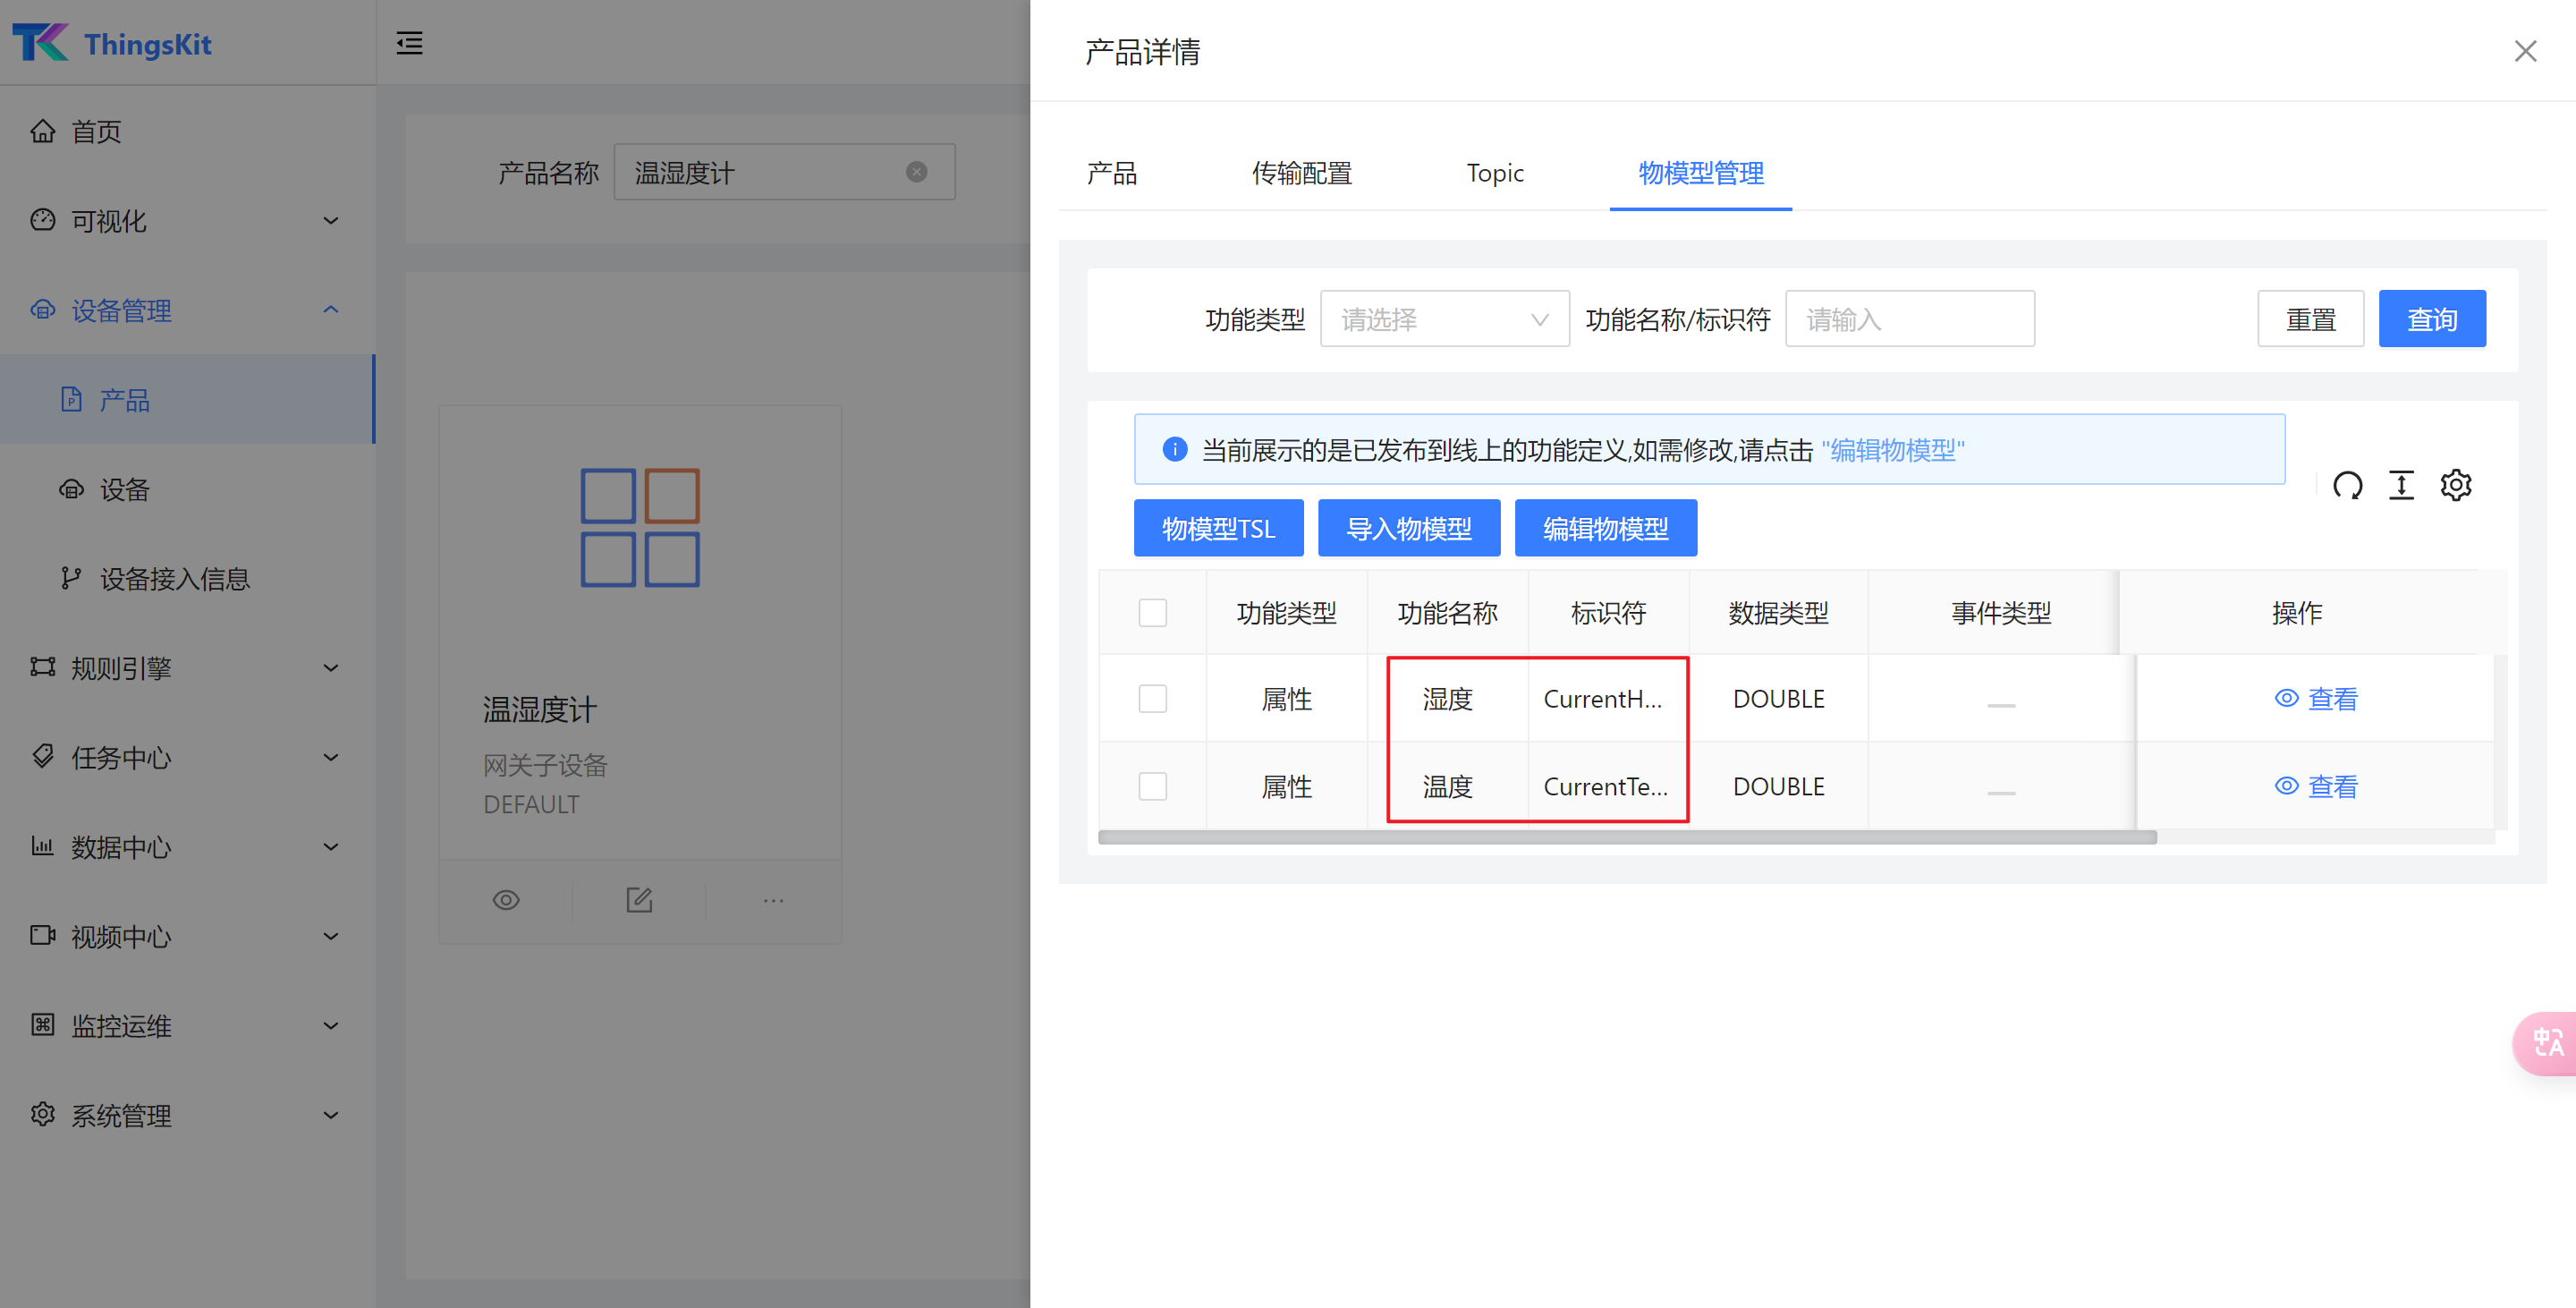 ThingsKit
首页
可视化
设备管理
产品
设备
设备接入信息
规则引擎
任务中心
数据中心
视频中心
监控运维
系统管理
产品名称 温湿度计
温湿度计
网关子设备
DEFAULT
产品详情
产品 传输配置 Topic 物模型管理
功能类型 请选择 功能名称/标识符 请输入 重置 查询
当前展示的是已发布到线上的功能定义,如需修改,请点击 "编辑物模型"
物模型TSL 导入物模型 编辑物模型
功能类型 功能名称 标识符 数据类型 事件类型 操作
属性 湿度 CurrentH... DOUBLE 查看
属性 温度 CurrentTe... DOUBLE 查看